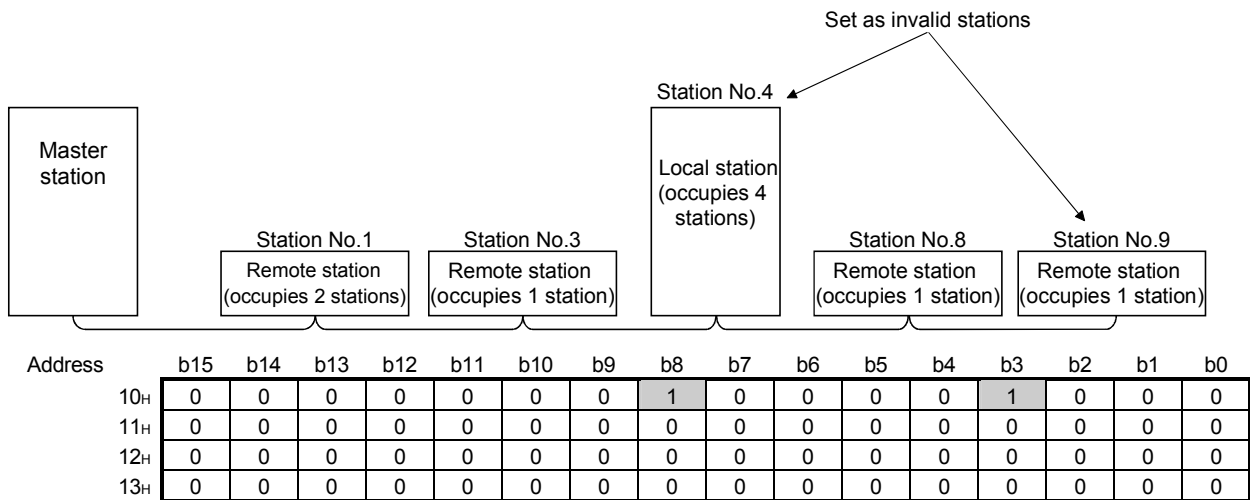 Set as invalid stations
Station No.4
Master
station
Local station
(occupies 4
stations)
Station No.1
Station No.3
Station No.8
Station No.9
Remote station
(occupies 2 stations)
Remote station
(occupies 1 station)
Remote station
(occupies 1 station)
Remote station
(occupies 1 station)
Address b15 b14 b13 b12 b11 b10 b9 b8 b7 b6 b5 b4 b3 b2 b1 b0
10H 0 0 0 0 0 0 0 1 0 0 0 0 1 0 0 0
11H 0 0 0 0 0 0 0 0 0 0 0 0 0 0 0 0
12H 0 0 0 0 0 0 0 0 0 0 0 0 0 0 0 0
13H 0 0 0 0 0 0 0 0 0 0 0 0 0 0 0 0